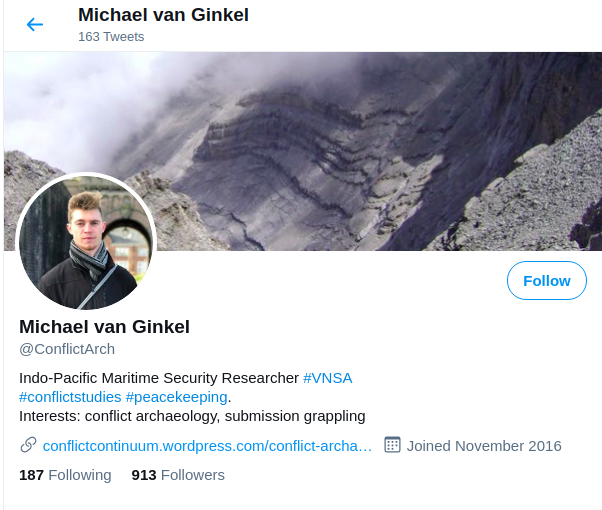 Michael van Ginkel
163 Tweets
Follow
Michael van Ginkel
@ConflictArch
Indo-Pacific Maritime Security Researcher #VNSA
#conflictstudies #peacekeeping.
Interests: conflict archaeology, submission grappling
conflictcontinuum.wordpress.com/conflict-archa… Joined November 2016
187 Following 913 Followers